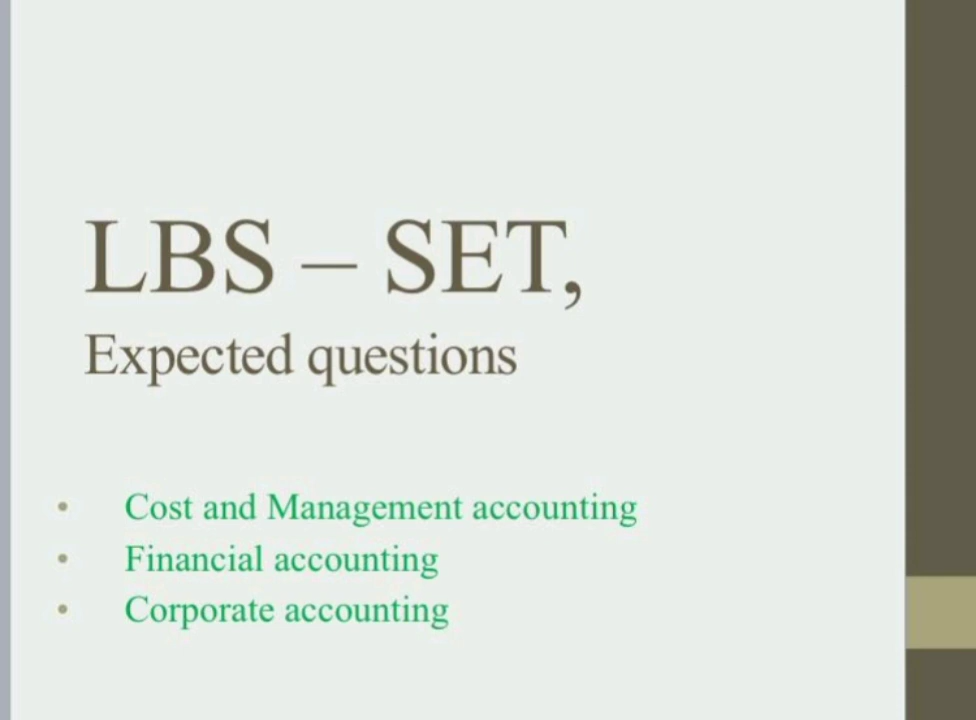 LBS – SET,
Expected questions
• Cost and Management accounting
• Financial accounting
• Corporate accounting